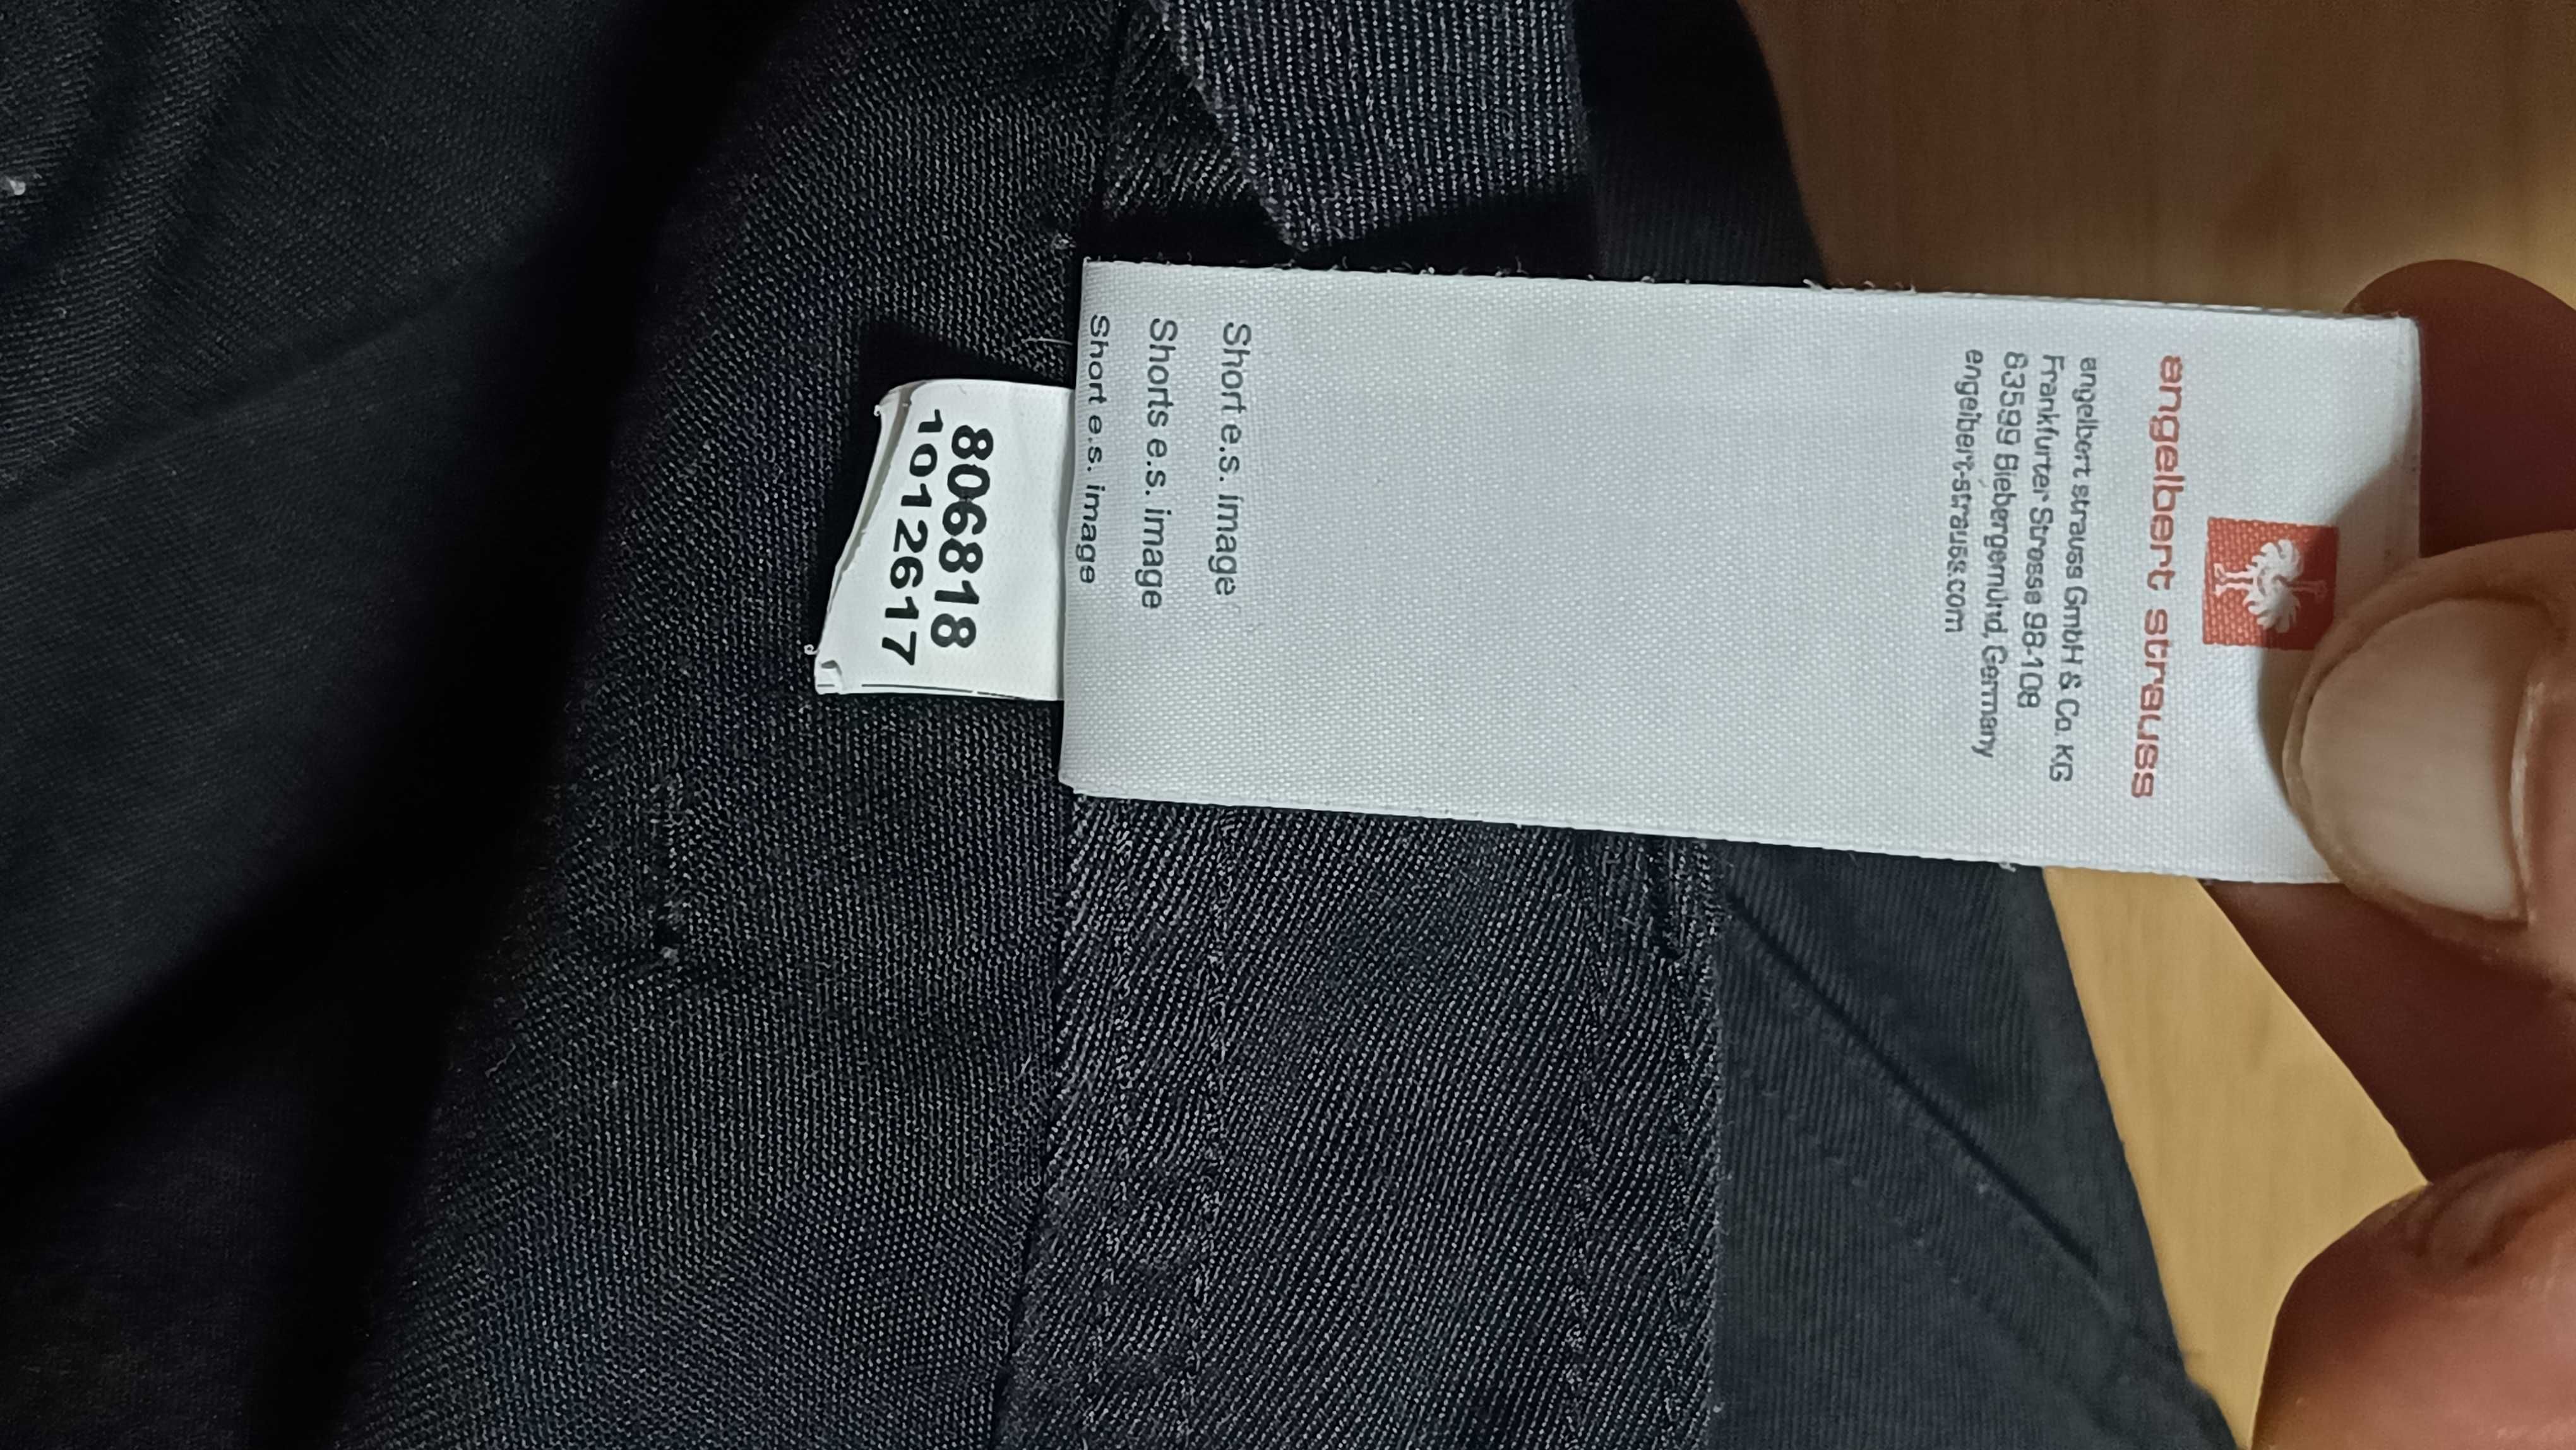 engelbert strauss
engelbert strauss GmbH & Co. KG
Frankfurter Strasse 98-108
63599 Biebergemünd, Germany
engelbert-strauss.com
Short e.s. image
Shorts e.s. image
Short e.s. image
806818
1012617